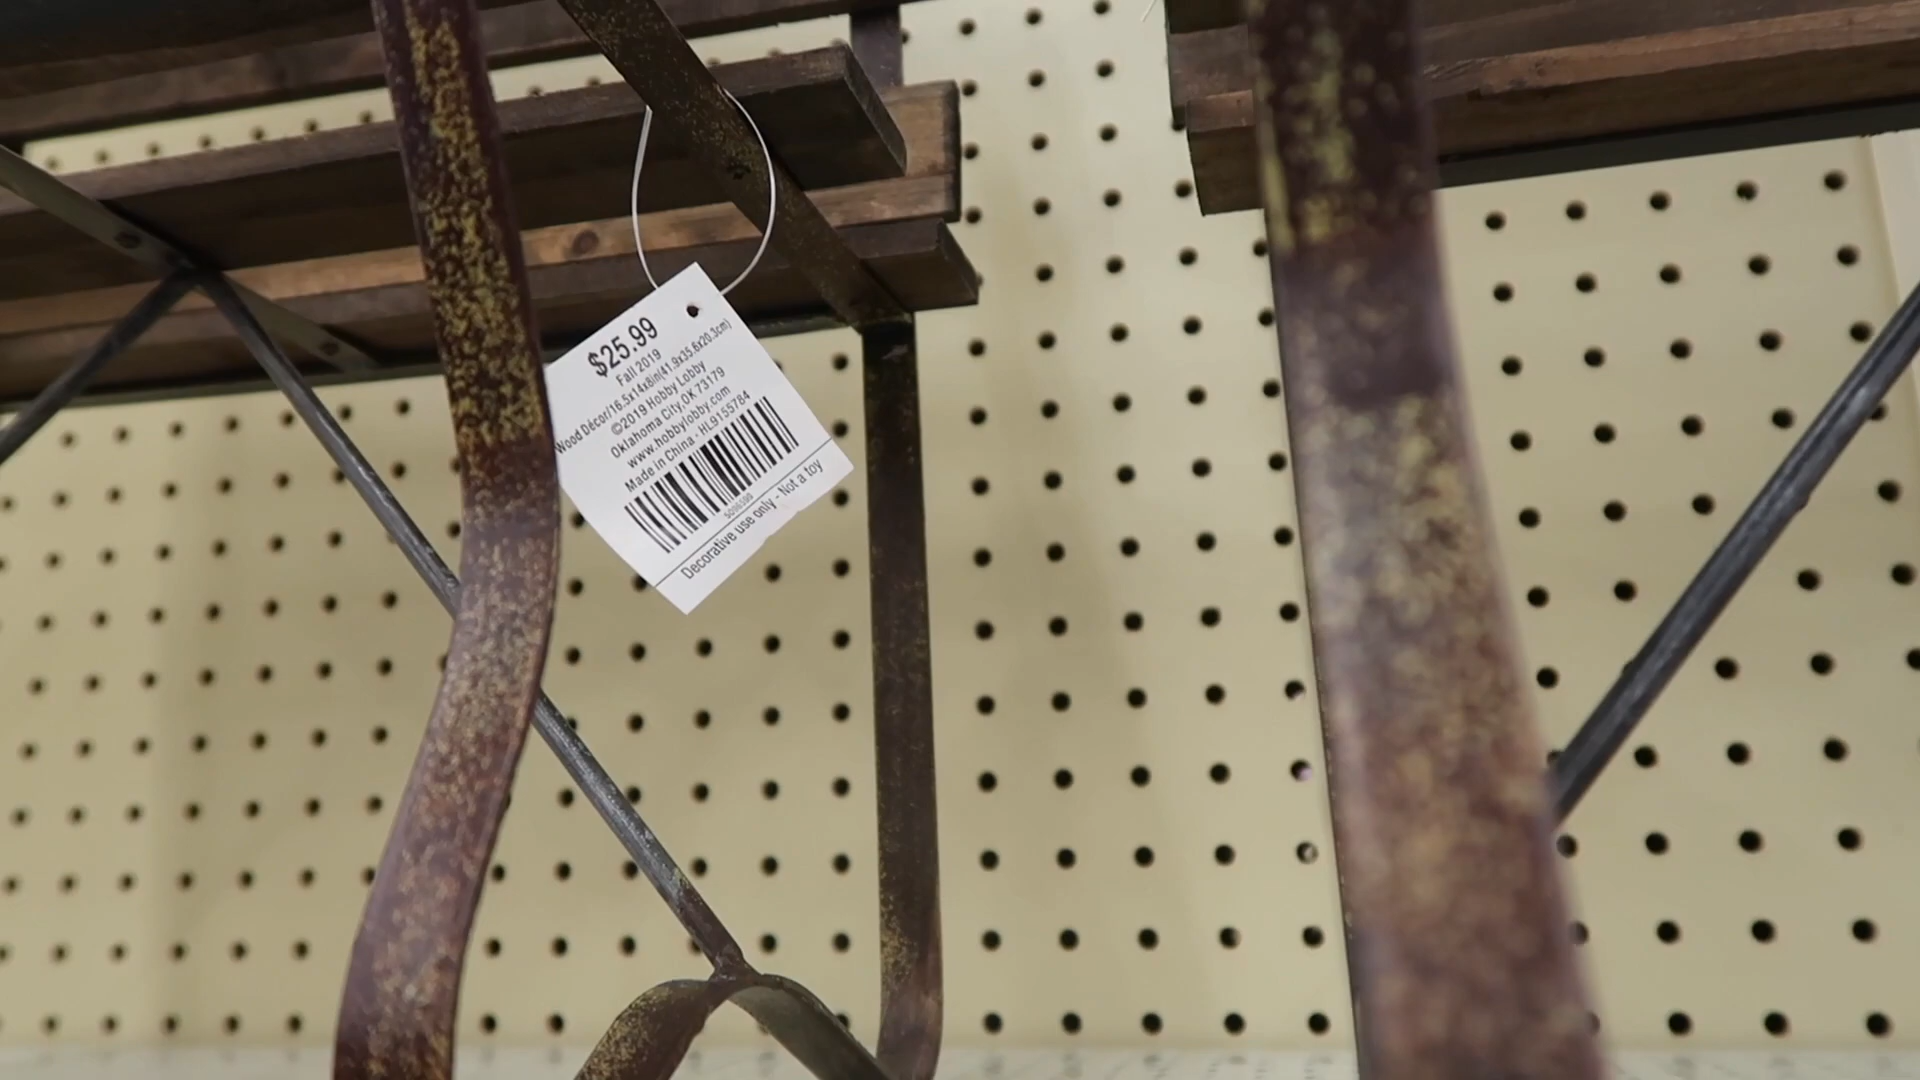 $25.99
Fall 2019
Wood Décor/16.5x14x8in(41.9x35.6x20.3cm)
©2019 Hobby Lobby
Oklahoma City, OK 73179
www.hobbylobby.com
Made in China - HL9155784
Decorative use only - Not a toy